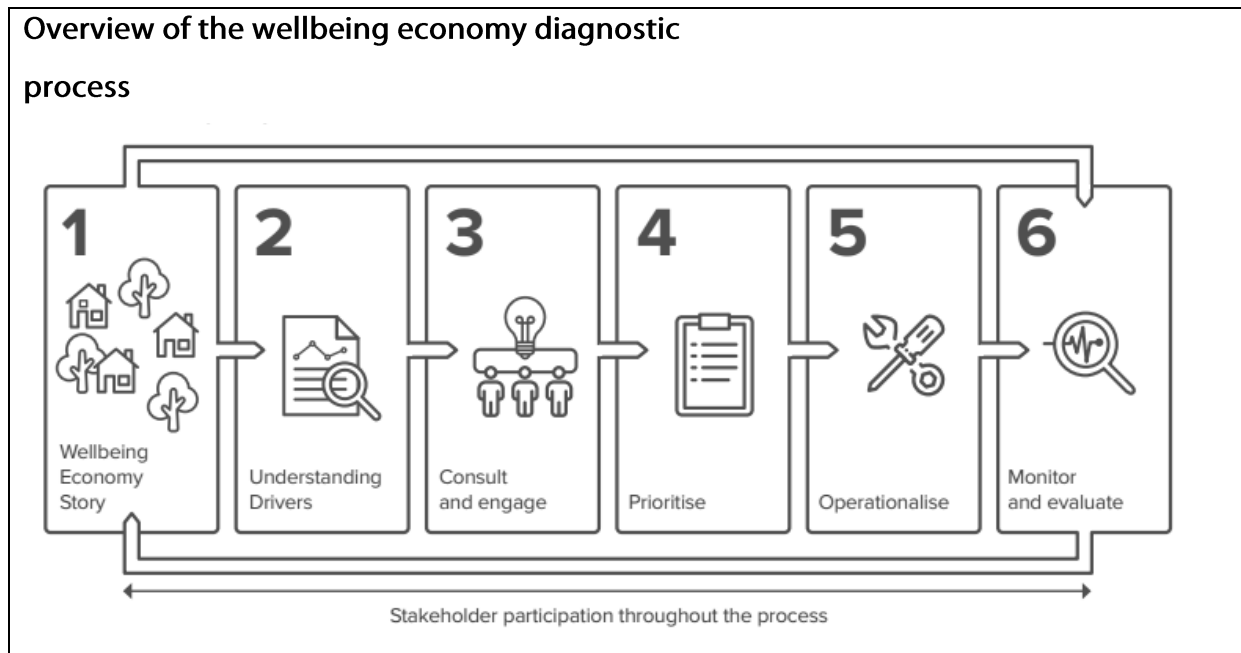 Overview of the wellbeing economy diagnostic
process
1
Wellbeing
Economy
Story
2
Understanding
Drivers
3
Consult
and engage
4
Prioritise
5
Operationalise
6
Monitor
and evaluate
Stakeholder participation throughout the process